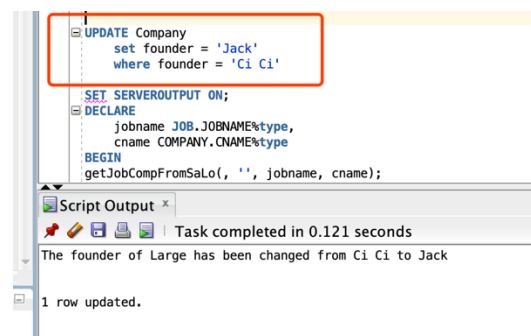 UPDATE Company
set founder = 'Jack'
where founder = 'Ci Ci'
SET SERVEROUTPUT ON;
DECLARE
jobname JOB.JOBNAME%type,
cname COMPANY.CNAME%type
BEGIN
getJobCompFromSaLo(, '', jobname, cname);
Script Output x
Task completed in 0.121 seconds
The founder of Large has been changed from Ci Ci to Jack
1 row updated.